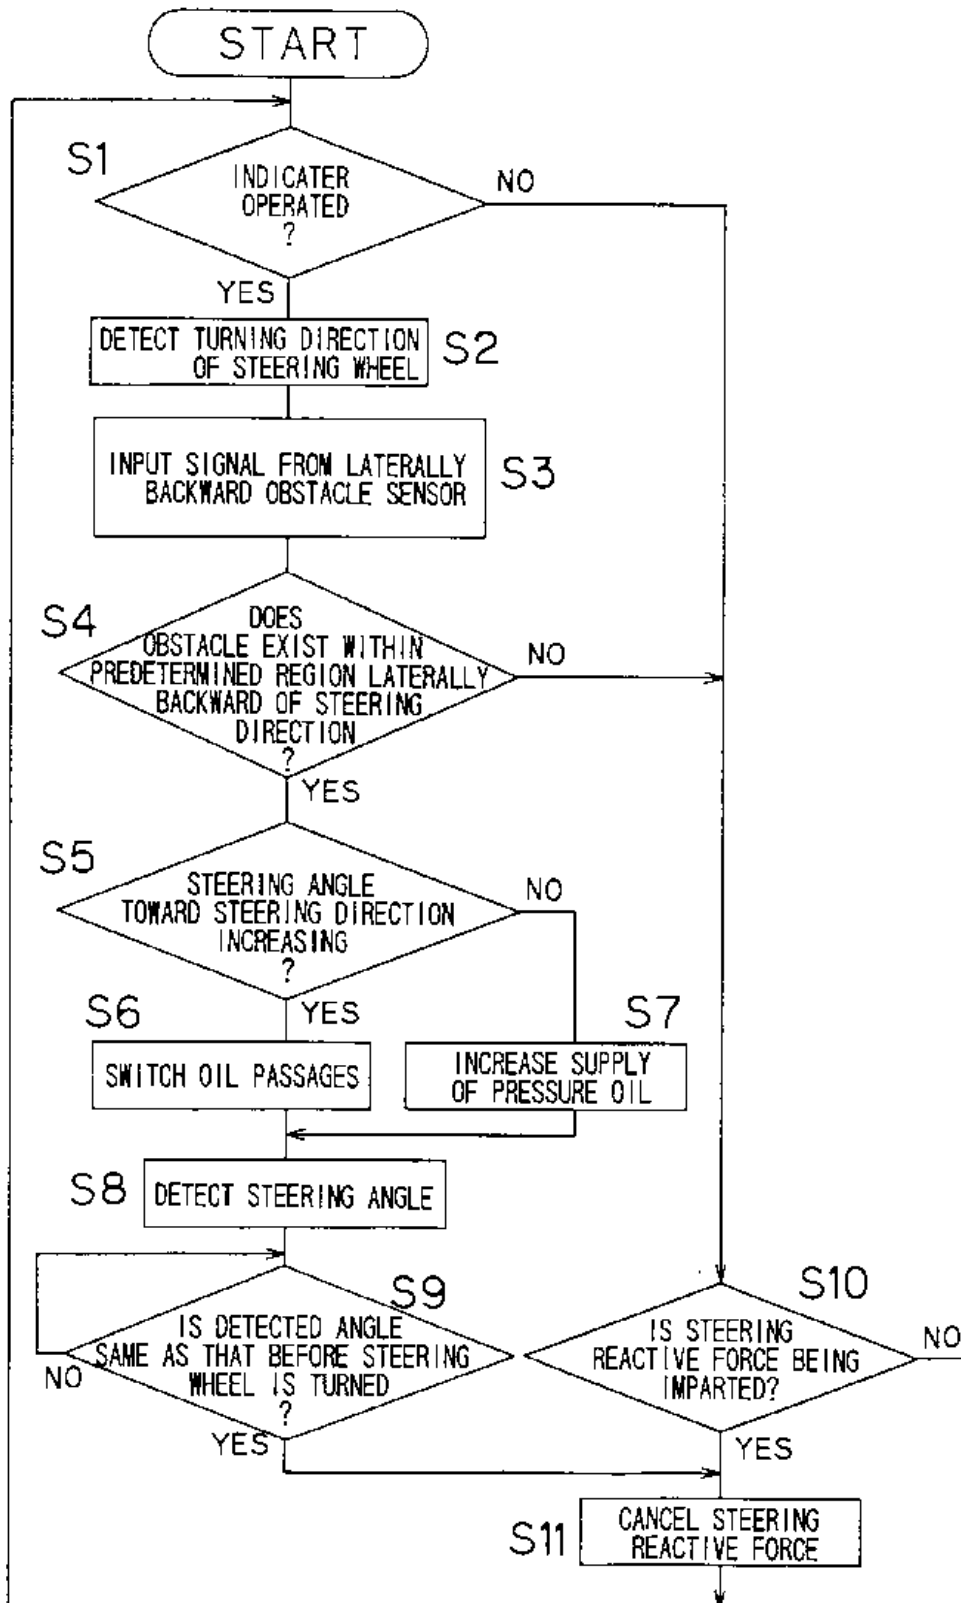 START
S1
INDICATER
OPERATED
?
NO
YES
DETECT TURNING DIRECTION
OF STEERING WHEEL
S2
INPUT SIGNAL FROM LATERALLY
BACKWARD OBSTACLE SENSOR
S3
S4
DOES
OBSTACLE EXIST WITHIN
PREDETERMINED REGION LATERALLY
BACKWARD OF STEERING
DIRECTION
?
NO
YES
S5
STEERING ANGLE
TOWARD STEERING DIRECTION
INCREASING
?
NO
YES
S6
SWITCH OIL PASSAGES
S7
INCREASE SUPPLY
OF PRESSURE OIL
S8
DETECT STEERING ANGLE
S9
IS DETECTED ANGLE
SAME AS THAT BEFORE STEERING
WHEEL IS TURNED
?
NO
YES
S10
IS STEERING
REACTIVE FORCE BEING
IMPARTED?
NO
YES
S11
CANCEL STEERING
REACTIVE FORCE